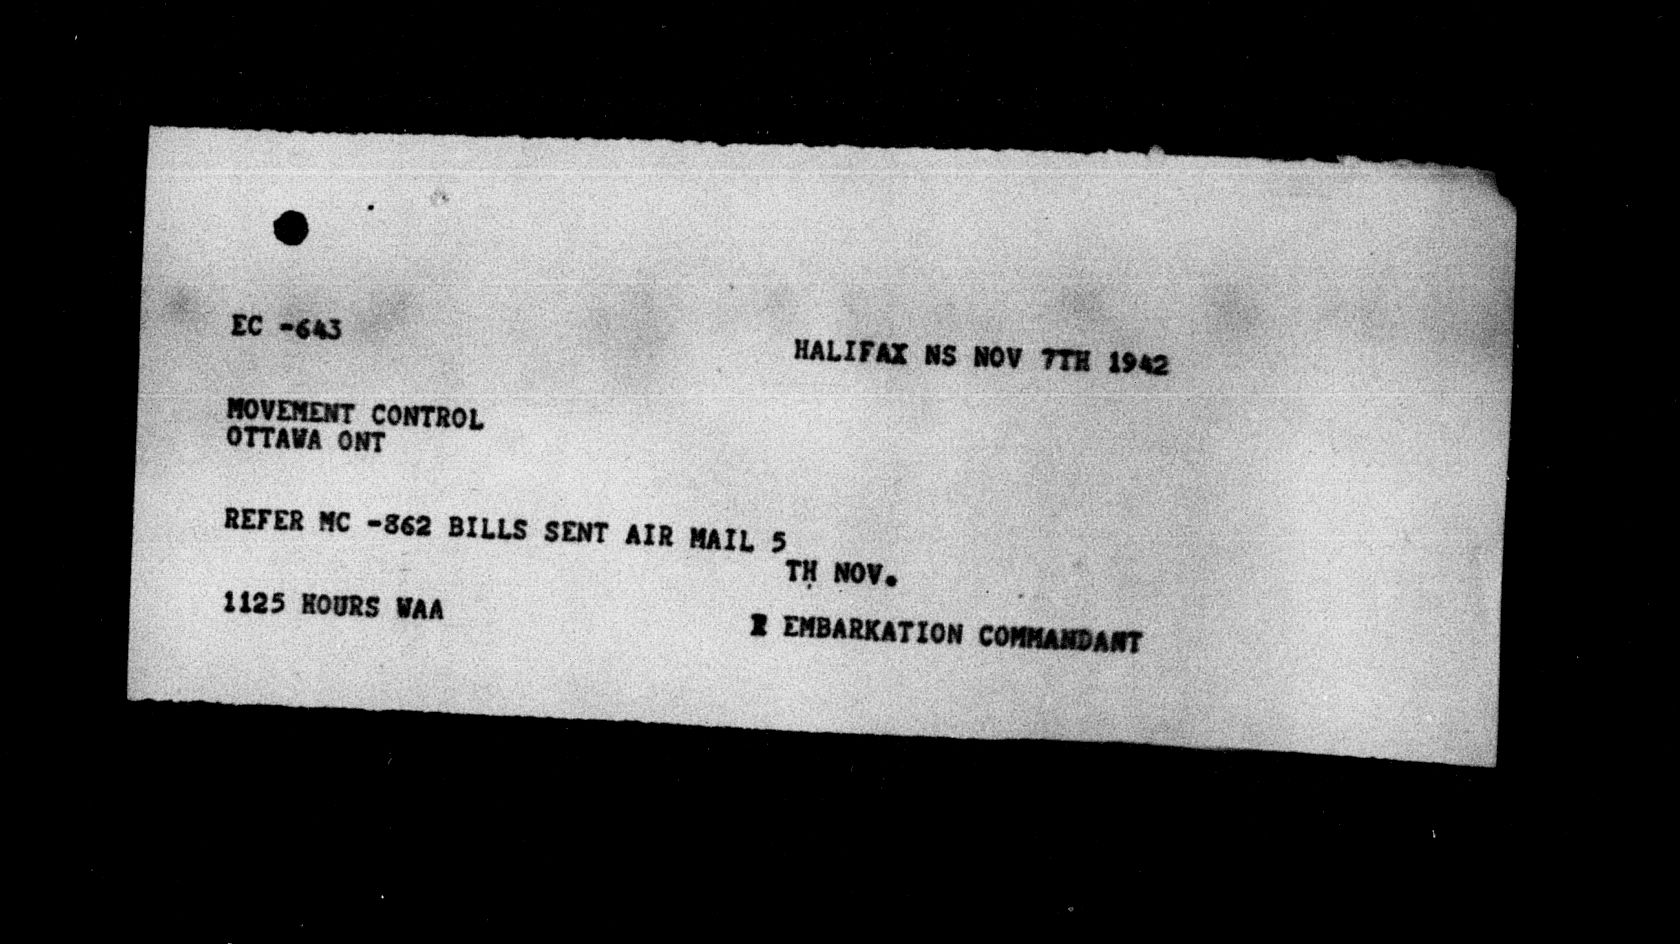 EC -643
HALIFAX NS NOV 7TH 1942
MOVEMENT CONTROL
OTTAWA ONT
REFER MC -862 BILLS SENT AIR MAIL 5
TH NOV.
1125 HOURS WAA
EMBARKATION COMMANDANT